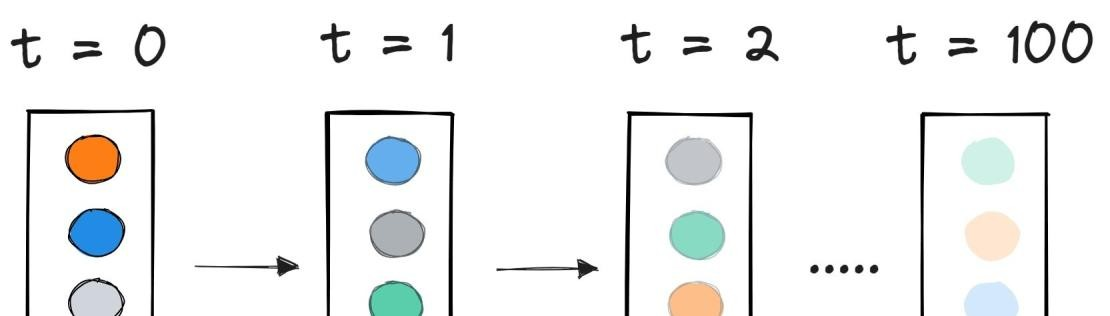 t = 0 t = 1 t = 2 t = 100